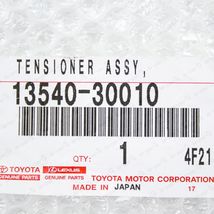 TENSIONER ASSY,
13540-30010
QTY: 1 4F21
TOYOTA LEXUS TOYOTA MOTOR CORPORATION
GENUINE PARTS GENUINE PARTS
MADE IN JAPAN 17